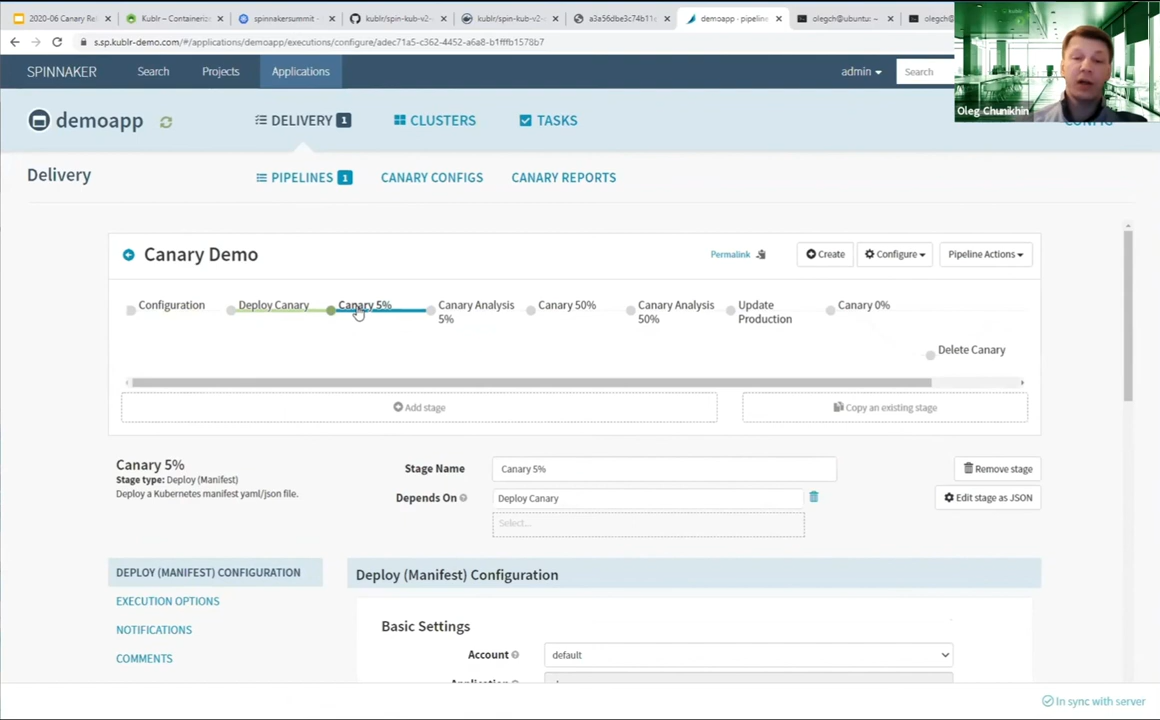 2020-06 Canary R
Kublr – Containeriz
spinnakersummit -
kublr/spin-kub-v2-
kublr/spin-kub-v2-
a3a56dbe3c74b11
demoapp · pipeline
olegch@ubuntu: ~
olegch@
s.sp.kublr-demo.com/#/applications/demoapp/executions/configure/adec71a5-c362-4452-a6a8-b1fffb1578b7
SPINNAKER
Search
Projects
Applications
admin
Search
Oleg Chunikhin
demoapp
DELIVERY 1
CLUSTERS
TASKS
CONFIG
Delivery
PIPELINES 1
CANARY CONFIGS
CANARY REPORTS
Canary Demo
Permalink
Create
Configure
Pipeline Actions
Configuration
Deploy Canary
Canary 5%
Canary Analysis
5%
Canary 50%
Canary Analysis
50%
Update
Production
Canary 0%
Delete Canary
Add stage
Copy an existing stage
Canary 5%
Stage type: Deploy (Manifest)
Deploy a Kubernetes manifest yaml/json file.
Stage Name
Canary 5%
Remove stage
Depends On
Deploy Canary
Edit stage as JSON
Select...
DEPLOY (MANIFEST) CONFIGURATION
EXECUTION OPTIONS
NOTIFICATIONS
COMMENTS
Deploy (Manifest) Configuration
Basic Settings
Account
default
In sync with server